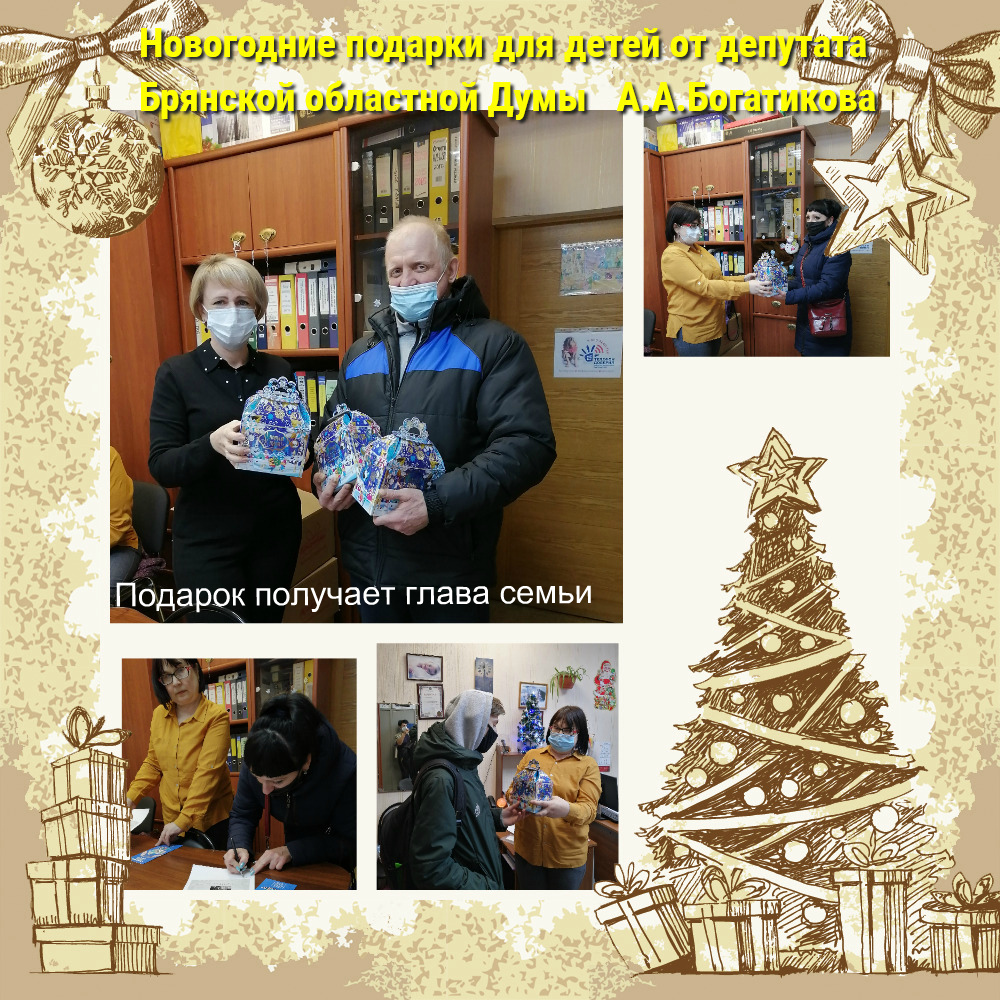 Новогодние подарки для детей от депутата
Брянской областной Думы А.А.Богатикова
Подарок получает глава семьи